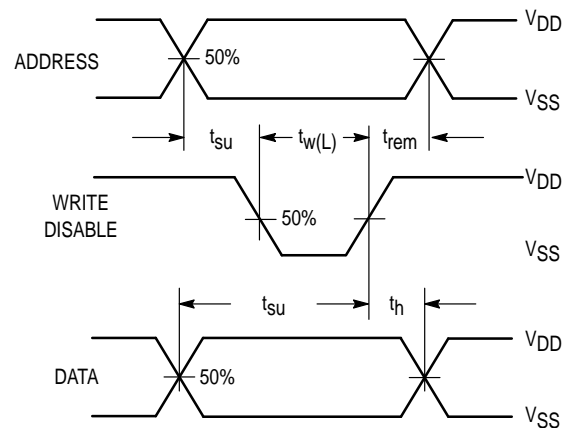 V_DD
ADDRESS
50%
V_SS
t_su t_w(L) t_rem
V_DD
WRITE
DISABLE
50%
V_SS
t_su t_h
V_DD
DATA
50%
V_SS